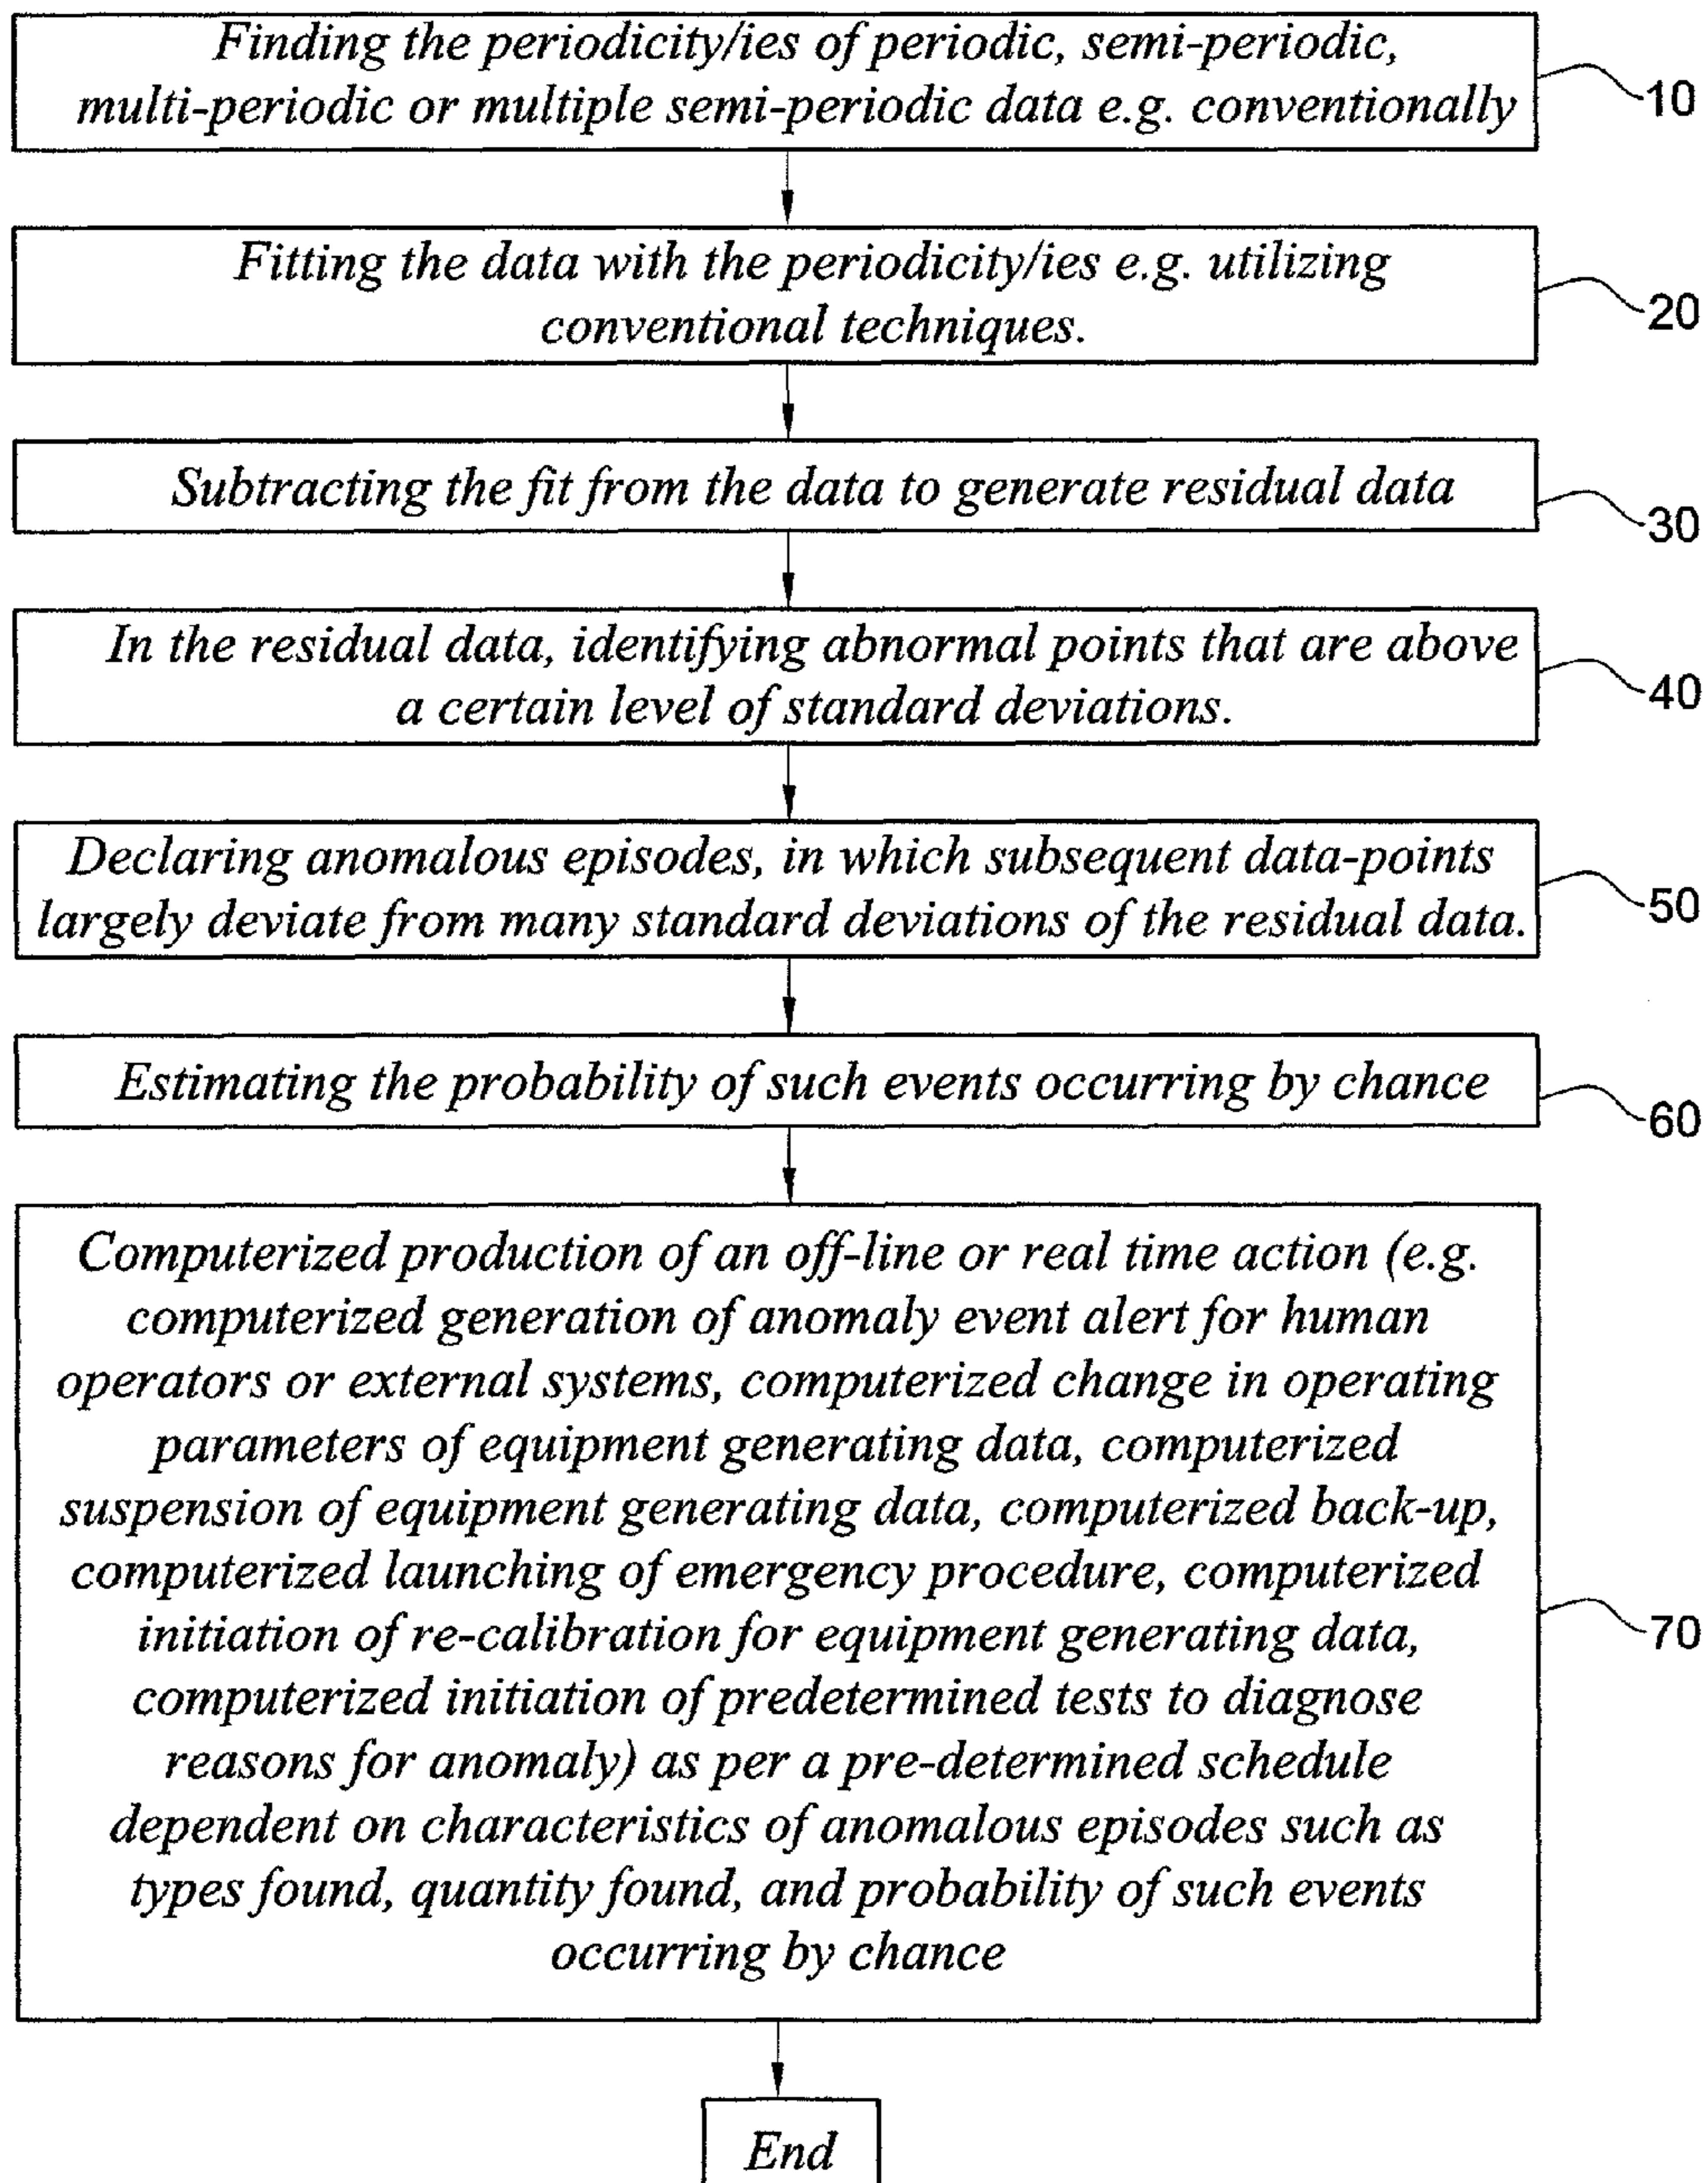 Finding the periodicity/ies of periodic, semi-periodic,
multi-periodic or multiple semi-periodic data e.g. conventionally
10
Fitting the data with the periodicity/ies e.g. utilizing
conventional techniques.
20
Subtracting the fit from the data to generate residual data
30
In the residual data, identifying abnormal points that are above
a certain level of standard deviations.
40
Declaring anomalous episodes, in which subsequent data-points
largely deviate from many standard deviations of the residual data.
50
Estimating the probability of such events occurring by chance
60
Computerized production of an off-line or real time action (e.g.
computerized generation of anomaly event alert for human
operators or external systems, computerized change in operating
parameters of equipment generating data, computerized
suspension of equipment generating data, computerized back-up,
computerized launching of emergency procedure, computerized
initiation of re-calibration for equipment generating data,
computerized initiation of predetermined tests to diagnose
reasons for anomaly) as per a pre-determined schedule
dependent on characteristics of anomalous episodes such as
types found, quantity found, and probability of such events
occurring by chance
70
End